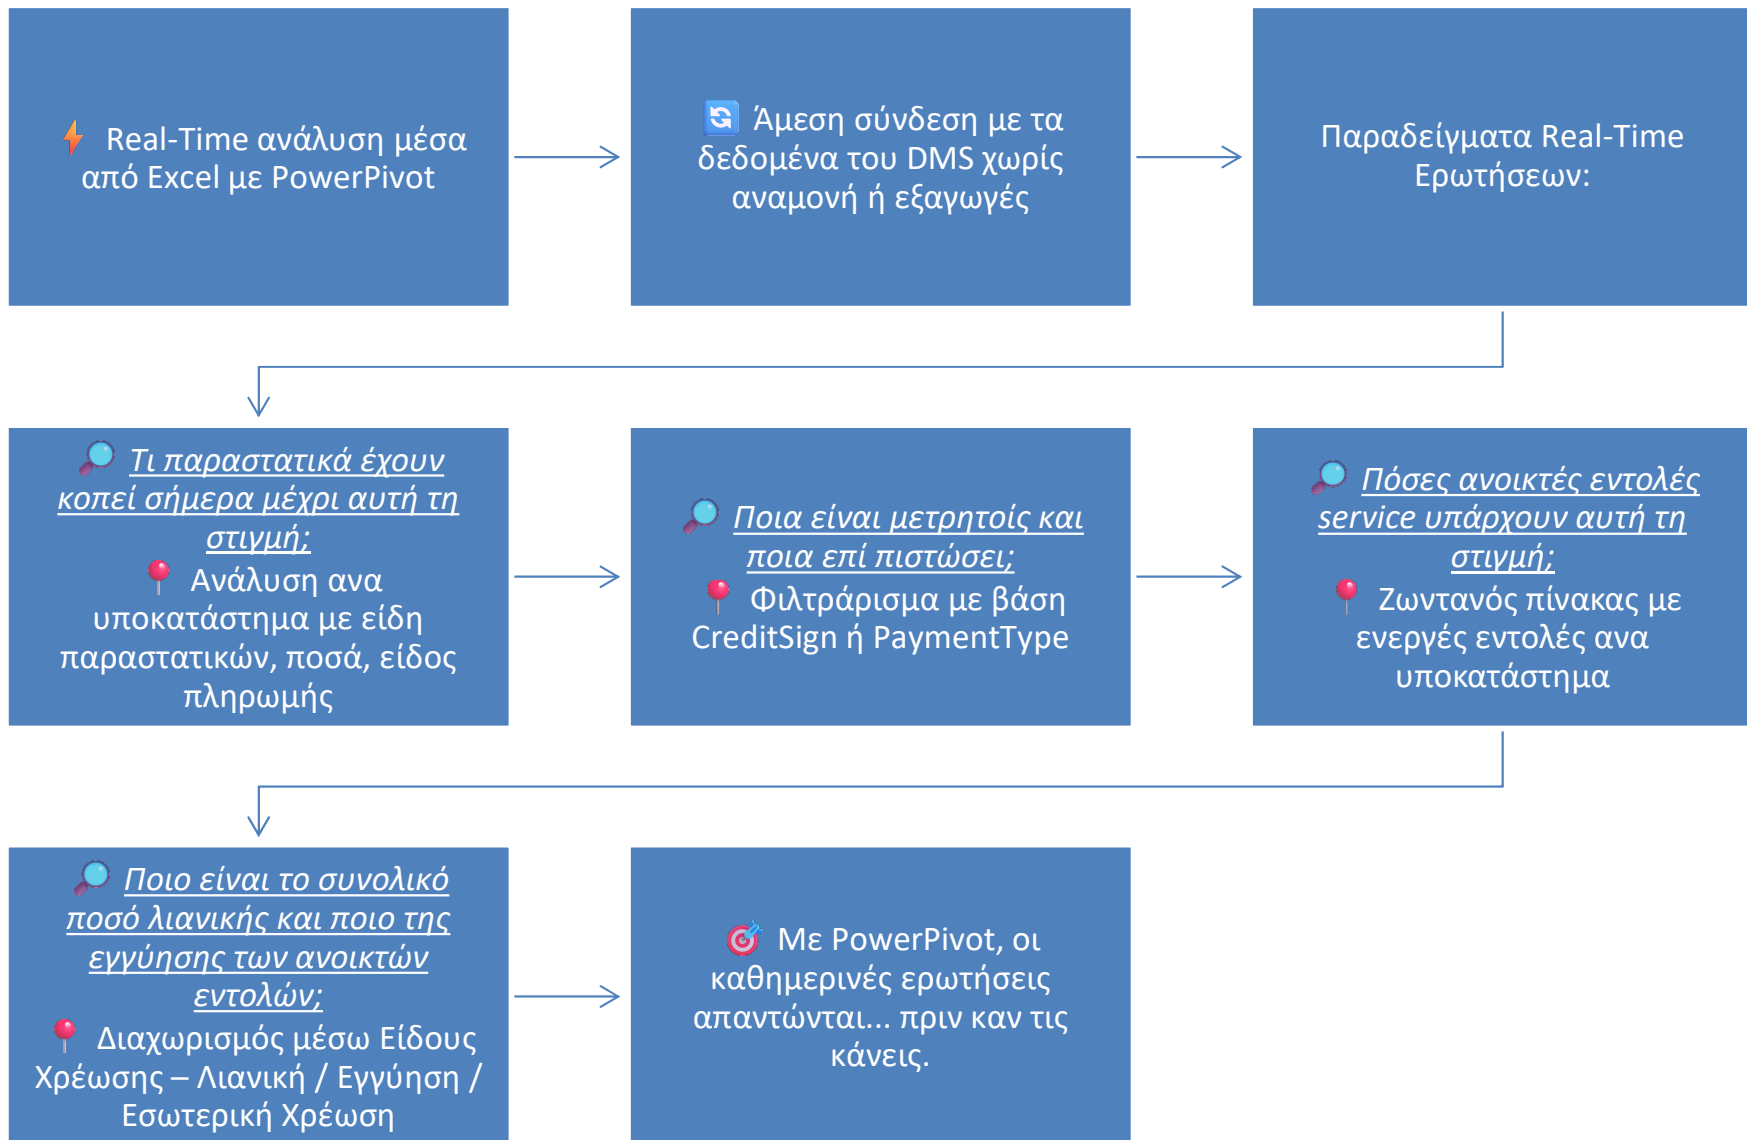 ⚡ Real-Time ανάλυση μέσα
από Excel με PowerPivot
🔄 Άμεση σύνδεση με τα
δεδομένα του DMS χωρίς
αναμονή ή εξαγωγές
Παραδείγματα Real-Time
Ερωτήσεων:
🔎 Τι παραστατικά έχουν
κοπεί σήμερα μέχρι αυτή τη
στιγμή;
📍 Ανάλυση ανα
υποκατάστημα με είδη
παραστατικών, ποσά, είδος
πληρωμής
🔎 Ποια είναι μετρητοίς και
ποια επί πιστώσει;
📍 Φιλτράρισμα με βάση
CreditSign ή PaymentType
🔎 Πόσες ανοικτές εντολές
service υπάρχουν αυτή τη
στιγμή;
📍 Ζωντανός πίνακας με
ενεργές εντολές ανα
υποκατάστημα
🔎 Ποιο είναι το συνολικό
ποσό λιανικής και ποιο της
εγγύησης των ανοικτών
εντολών;
📍 Διαχωρισμός μέσω Είδους
Χρέωσης – Λιανική / Εγγύηση /
Εσωτερική Χρέωση
🎯 Με PowerPivot, οι
καθημερινές ερωτήσεις
απαντώνται... πριν καν τις
κάνεις.